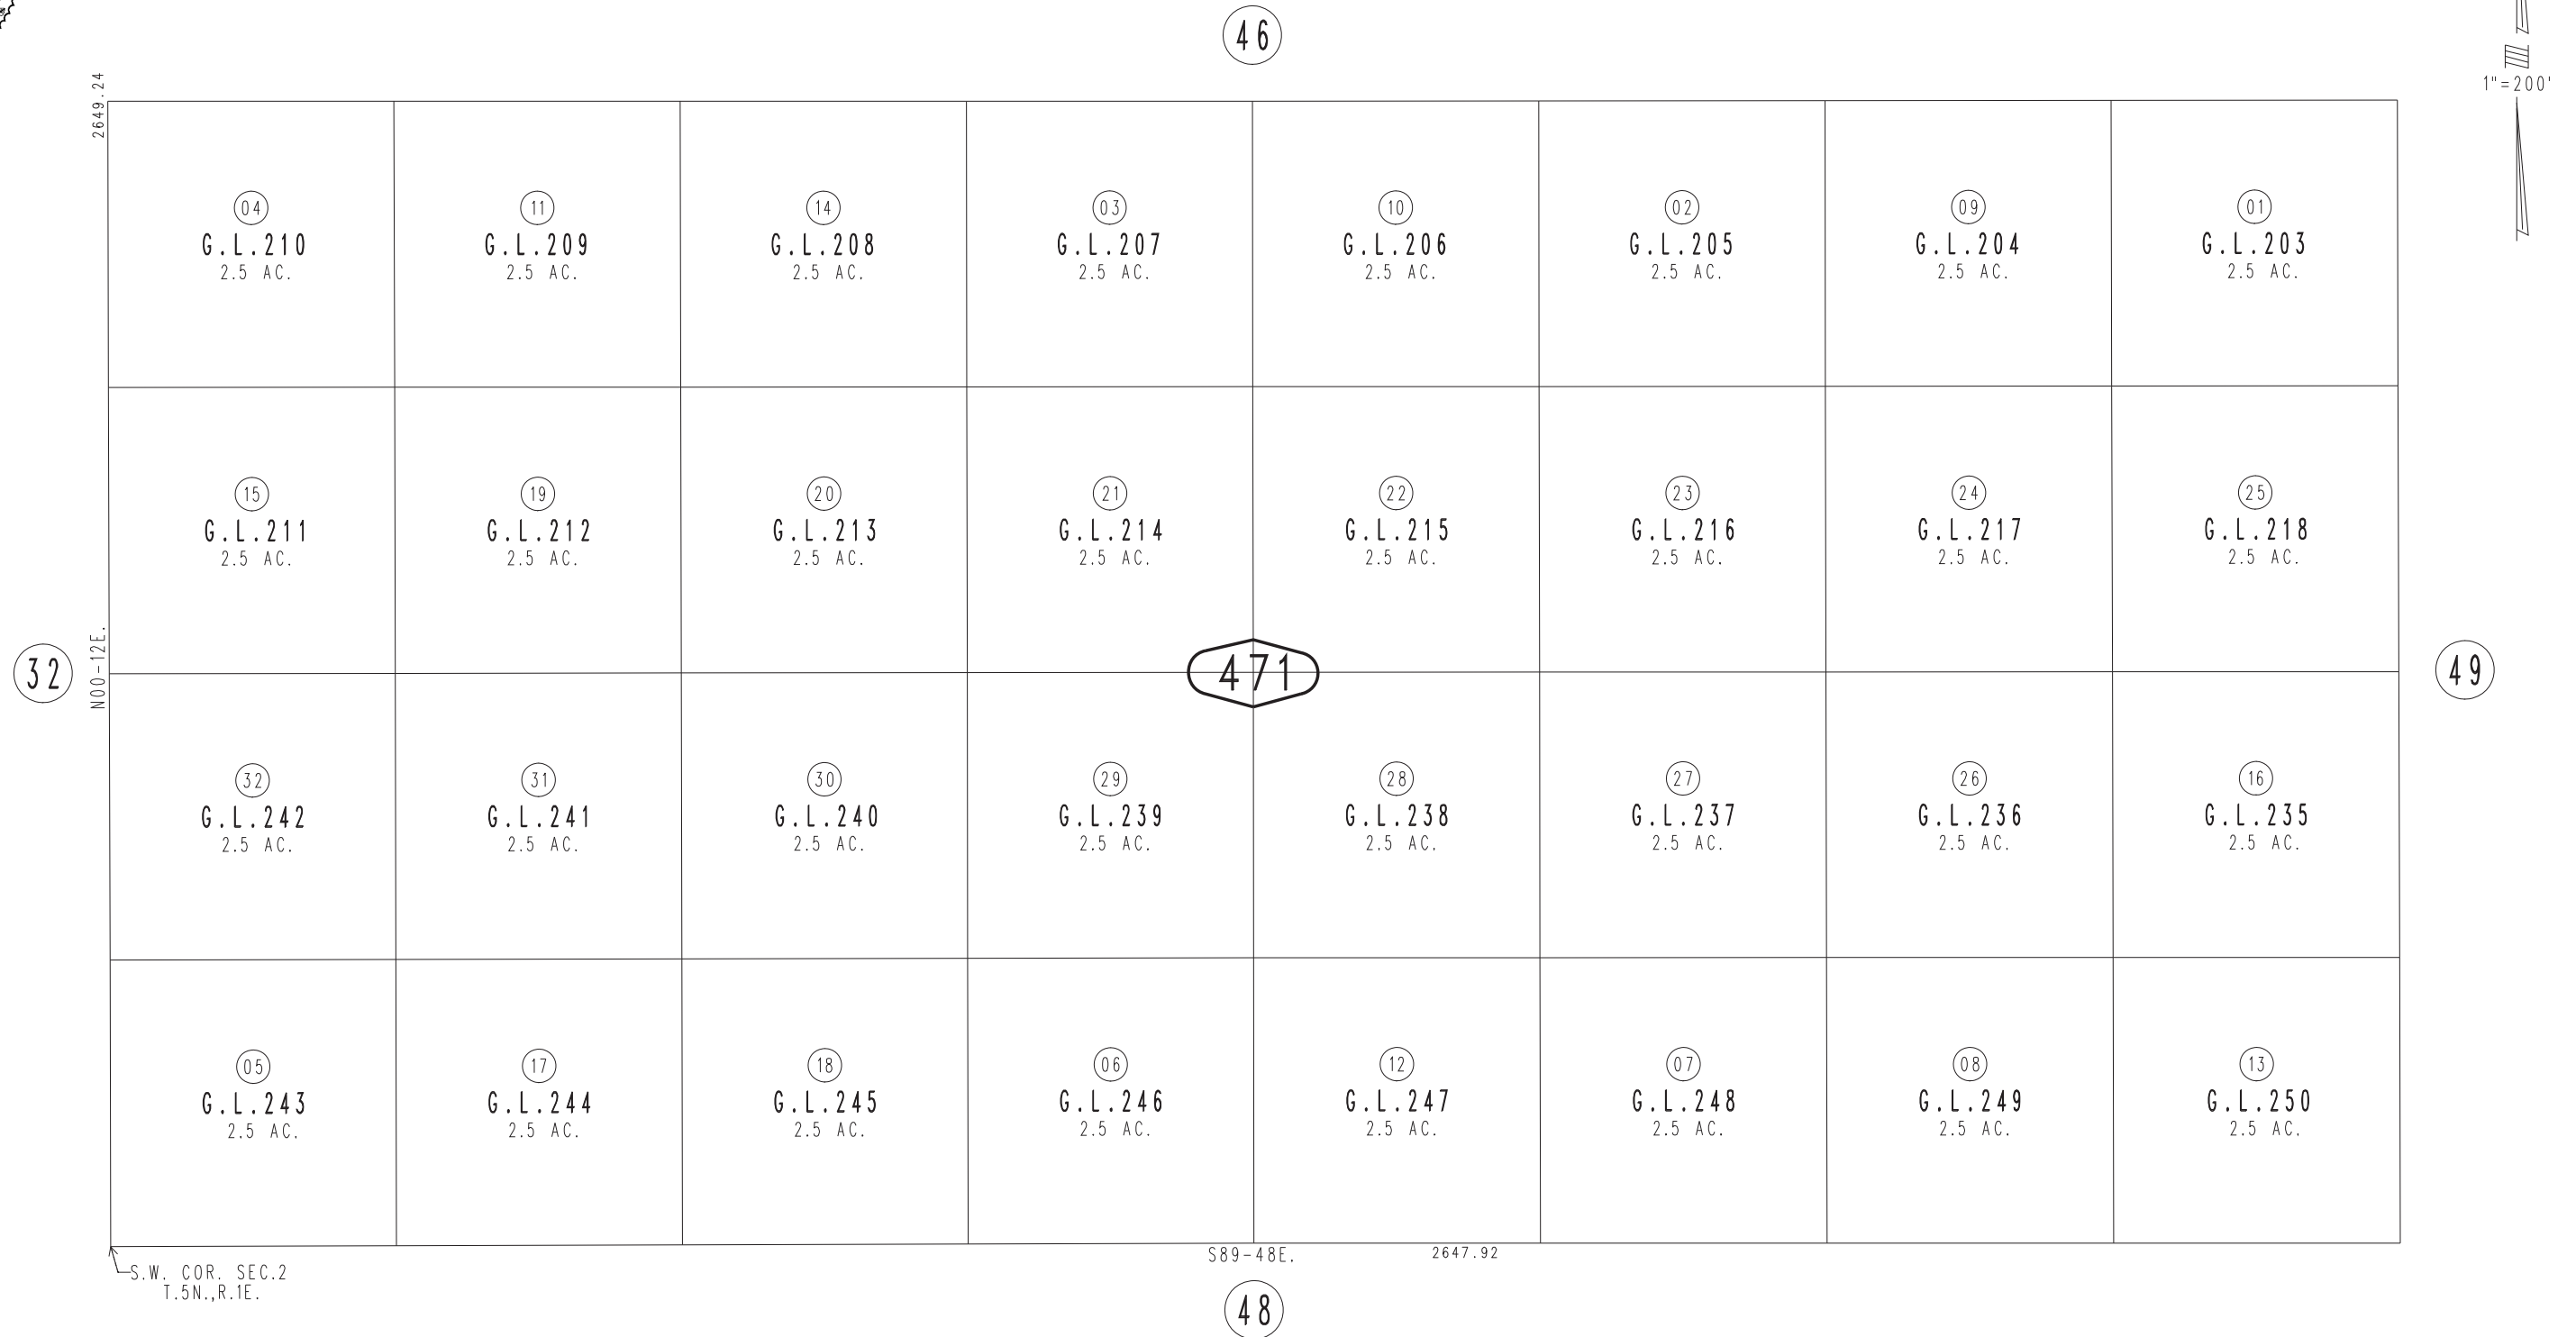 46
1"=200'
2649.24
04
G.L.210
2.5 AC.
11
G.L.209
2.5 AC.
14
G.L.208
2.5 AC.
03
G.L.207
2.5 AC.
10
G.L.206
2.5 AC.
02
G.L.205
2.5 AC.
09
G.L.204
2.5 AC.
01
G.L.203
2.5 AC.
15
G.L.211
2.5 AC.
19
G.L.212
2.5 AC.
20
G.L.213
2.5 AC.
21
G.L.214
2.5 AC.
22
G.L.215
2.5 AC.
23
G.L.216
2.5 AC.
24
G.L.217
2.5 AC.
25
G.L.218
2.5 AC.
32
N00-12E.
471
49
32
G.L.242
2.5 AC.
31
G.L.241
2.5 AC.
30
G.L.240
2.5 AC.
29
G.L.239
2.5 AC.
28
G.L.238
2.5 AC.
27
G.L.237
2.5 AC.
26
G.L.236
2.5 AC.
16
G.L.235
2.5 AC.
05
G.L.243
2.5 AC.
17
G.L.244
2.5 AC.
18
G.L.245
2.5 AC.
06
G.L.246
2.5 AC.
12
G.L.247
2.5 AC.
07
G.L.248
2.5 AC.
08
G.L.249
2.5 AC.
13
G.L.250
2.5 AC.
S89-48E. 2647.92
S.W. COR. SEC.2
T.5N.,R.1E.
48